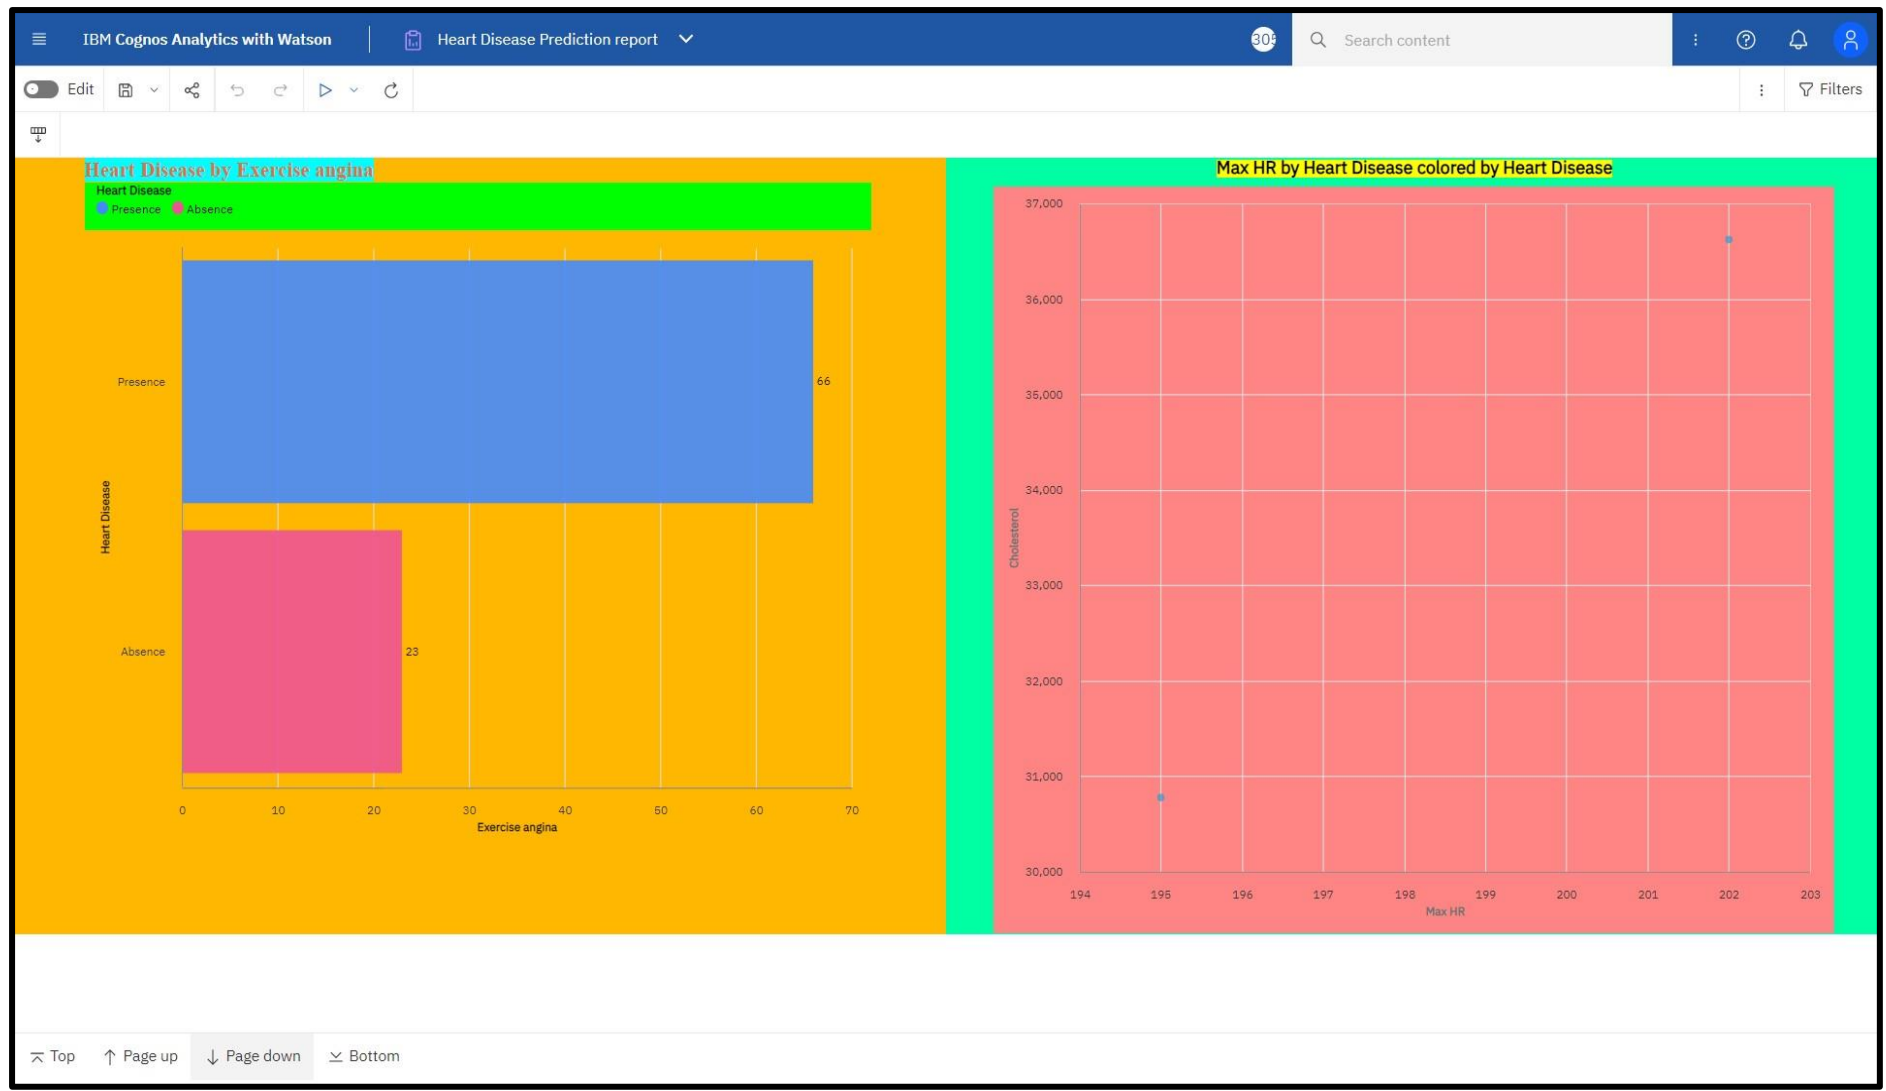 IBM Cognos Analytics with Watson
Heart Disease Prediction report
305
Search content
Edit
Filters
Heart Disease by Exercise angina
Heart Disease
Presence Absence
Presence
66
Heart Disease
Absence
23
0 10 20 30 40 50 60 70
Exercise angina
Max HR by Heart Disease colored by Heart Disease
37,000
36,000
35,000
34,000
Cholesterol
33,000
32,000
31,000
30,000
194 195 196 197 198 199 200 201 202 203
Max HR
Top Page up Page down Bottom